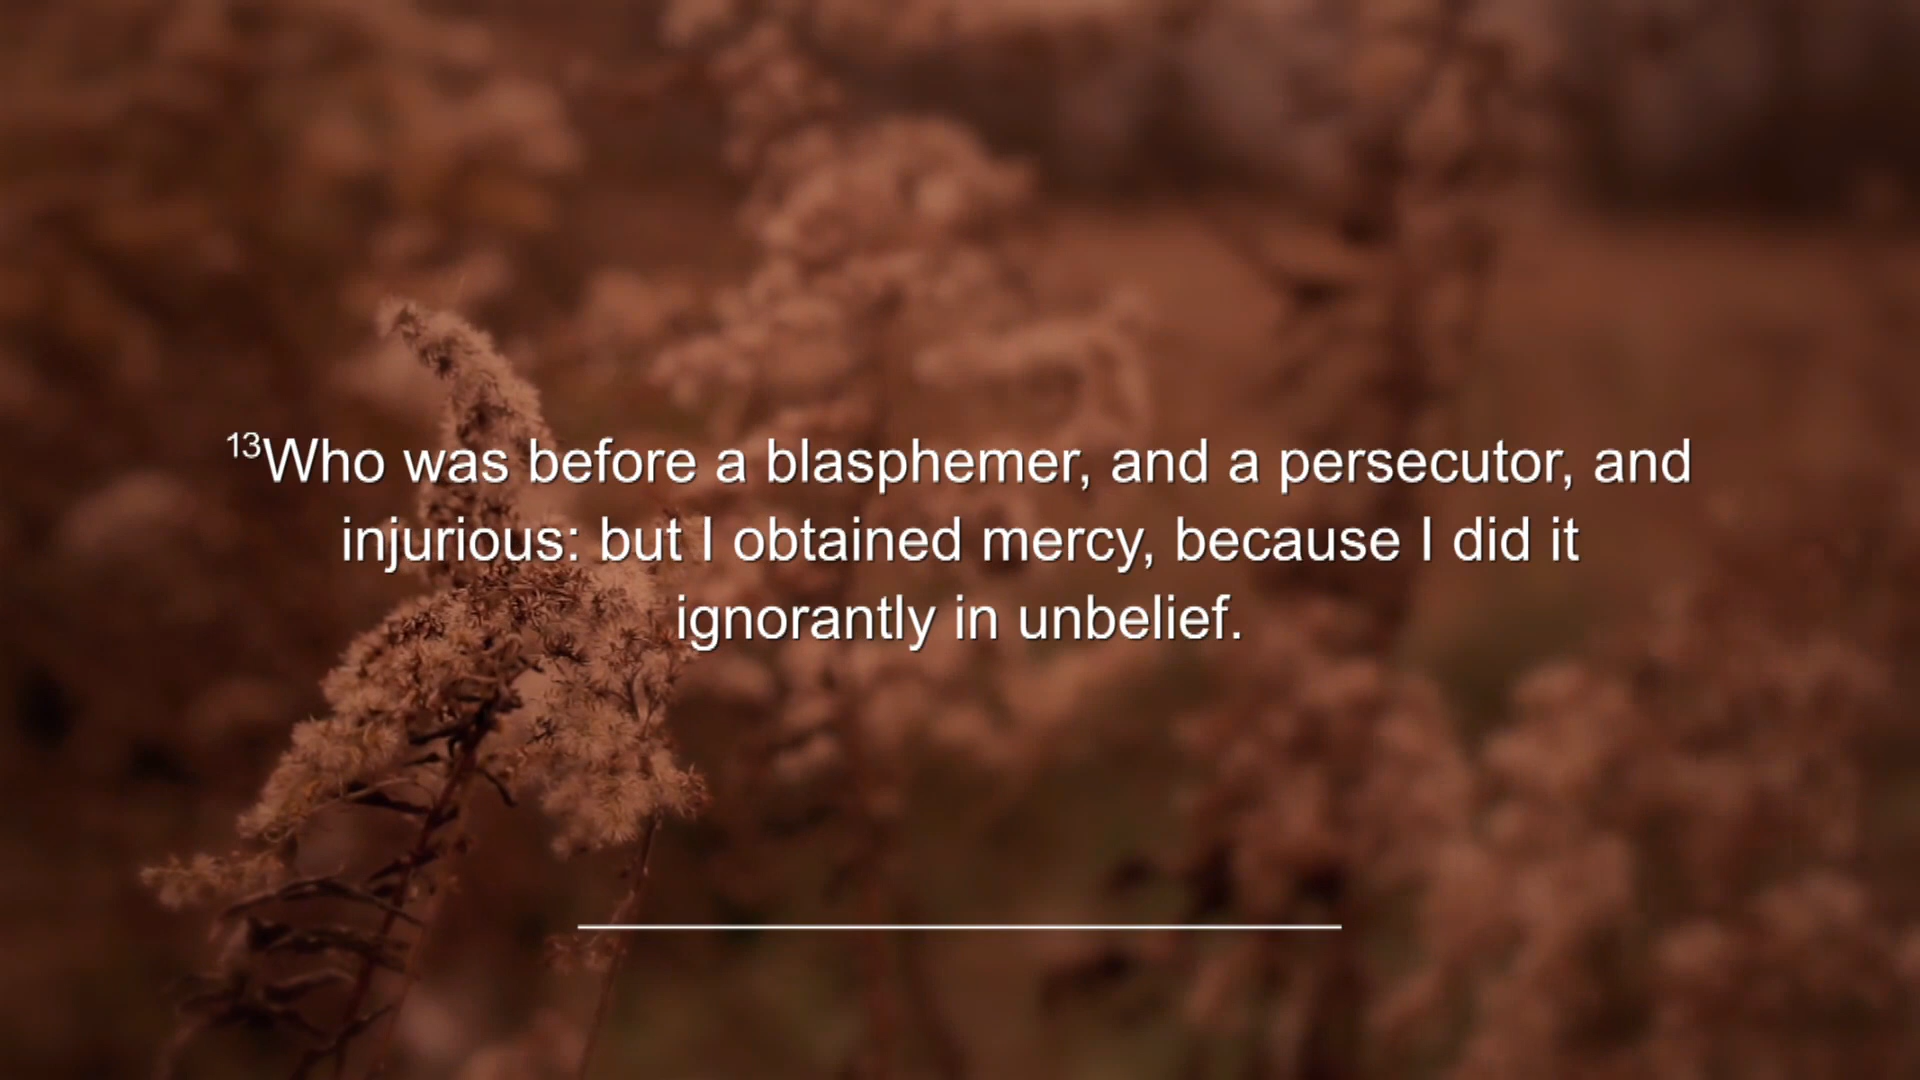 13Who was before a blasphemer, and a persecutor, and
injurious: but I obtained mercy, because I did it
ignorantly in unbelief.